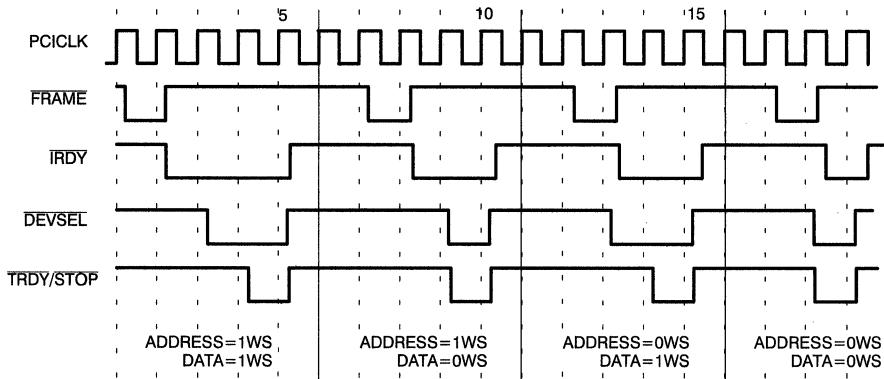 5 10 15
PCICLK
FRAME
IRDY
DEVSEL
TRDY/STOP
ADDRESS=1WS
DATA=1WS
ADDRESS=1WS
DATA=0WS
ADDRESS=0WS
DATA=1WS
ADDRESS=0WS
DATA=0WS